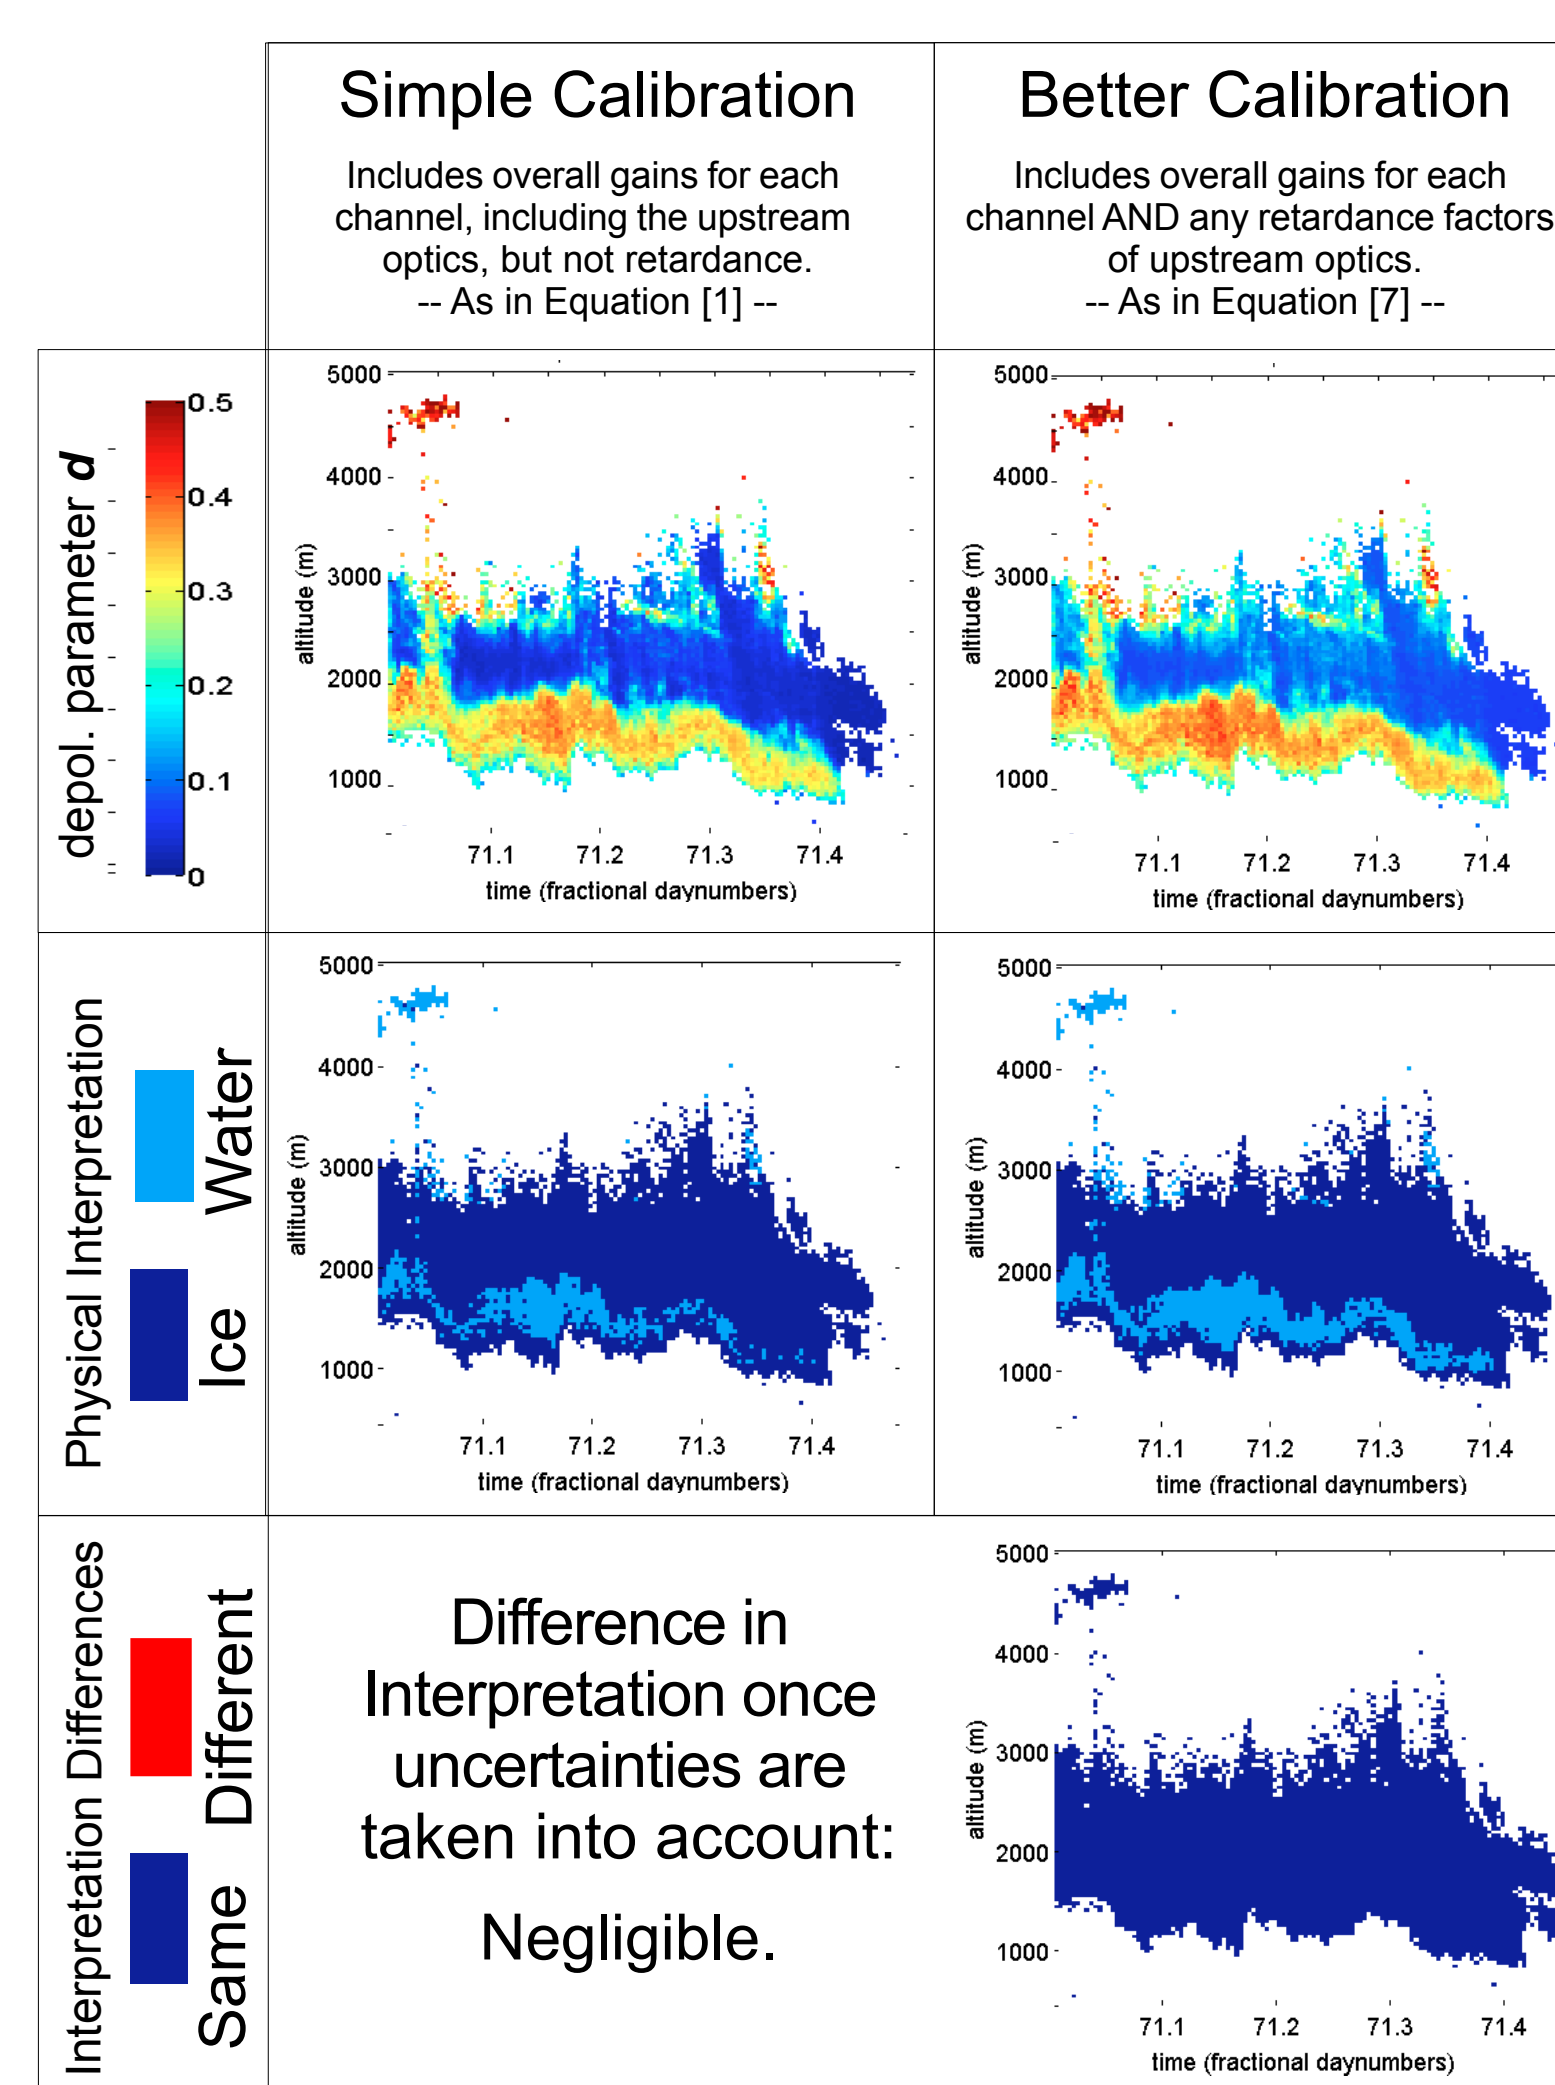 Simple Calibration
Includes overall gains for each
channel, including the upstream
optics, but not retardance.
-- As in Equation [1] --
Better Calibration
Includes overall gains for each
channel AND any retardance factors
of upstream optics.
-- As in Equation [7] --
depol. parameter d
0.5
0.4
0.3
0.2
0.1
0
5000
4000
3000
2000
1000
altitude (m)
71.1 71.2 71.3 71.4
time (fractional daynumbers)
5000
4000
3000
2000
1000
altitude (m)
71.1 71.2 71.3 71.4
time (fractional daynumbers)
Physical Interpretation
Ice Water
5000
4000
3000
2000
1000
altitude (m)
71.1 71.2 71.3 71.4
time (fractional daynumbers)
5000
4000
3000
2000
1000
altitude (m)
71.1 71.2 71.3 71.4
time (fractional daynumbers)
Interpretation Differences
Same Different
Difference in
Interpretation once
uncertainties are
taken into account:
Negligible.
5000
4000
3000
2000
1000
altitude (m)
71.1 71.2 71.3 71.4
time (fractional daynumbers)